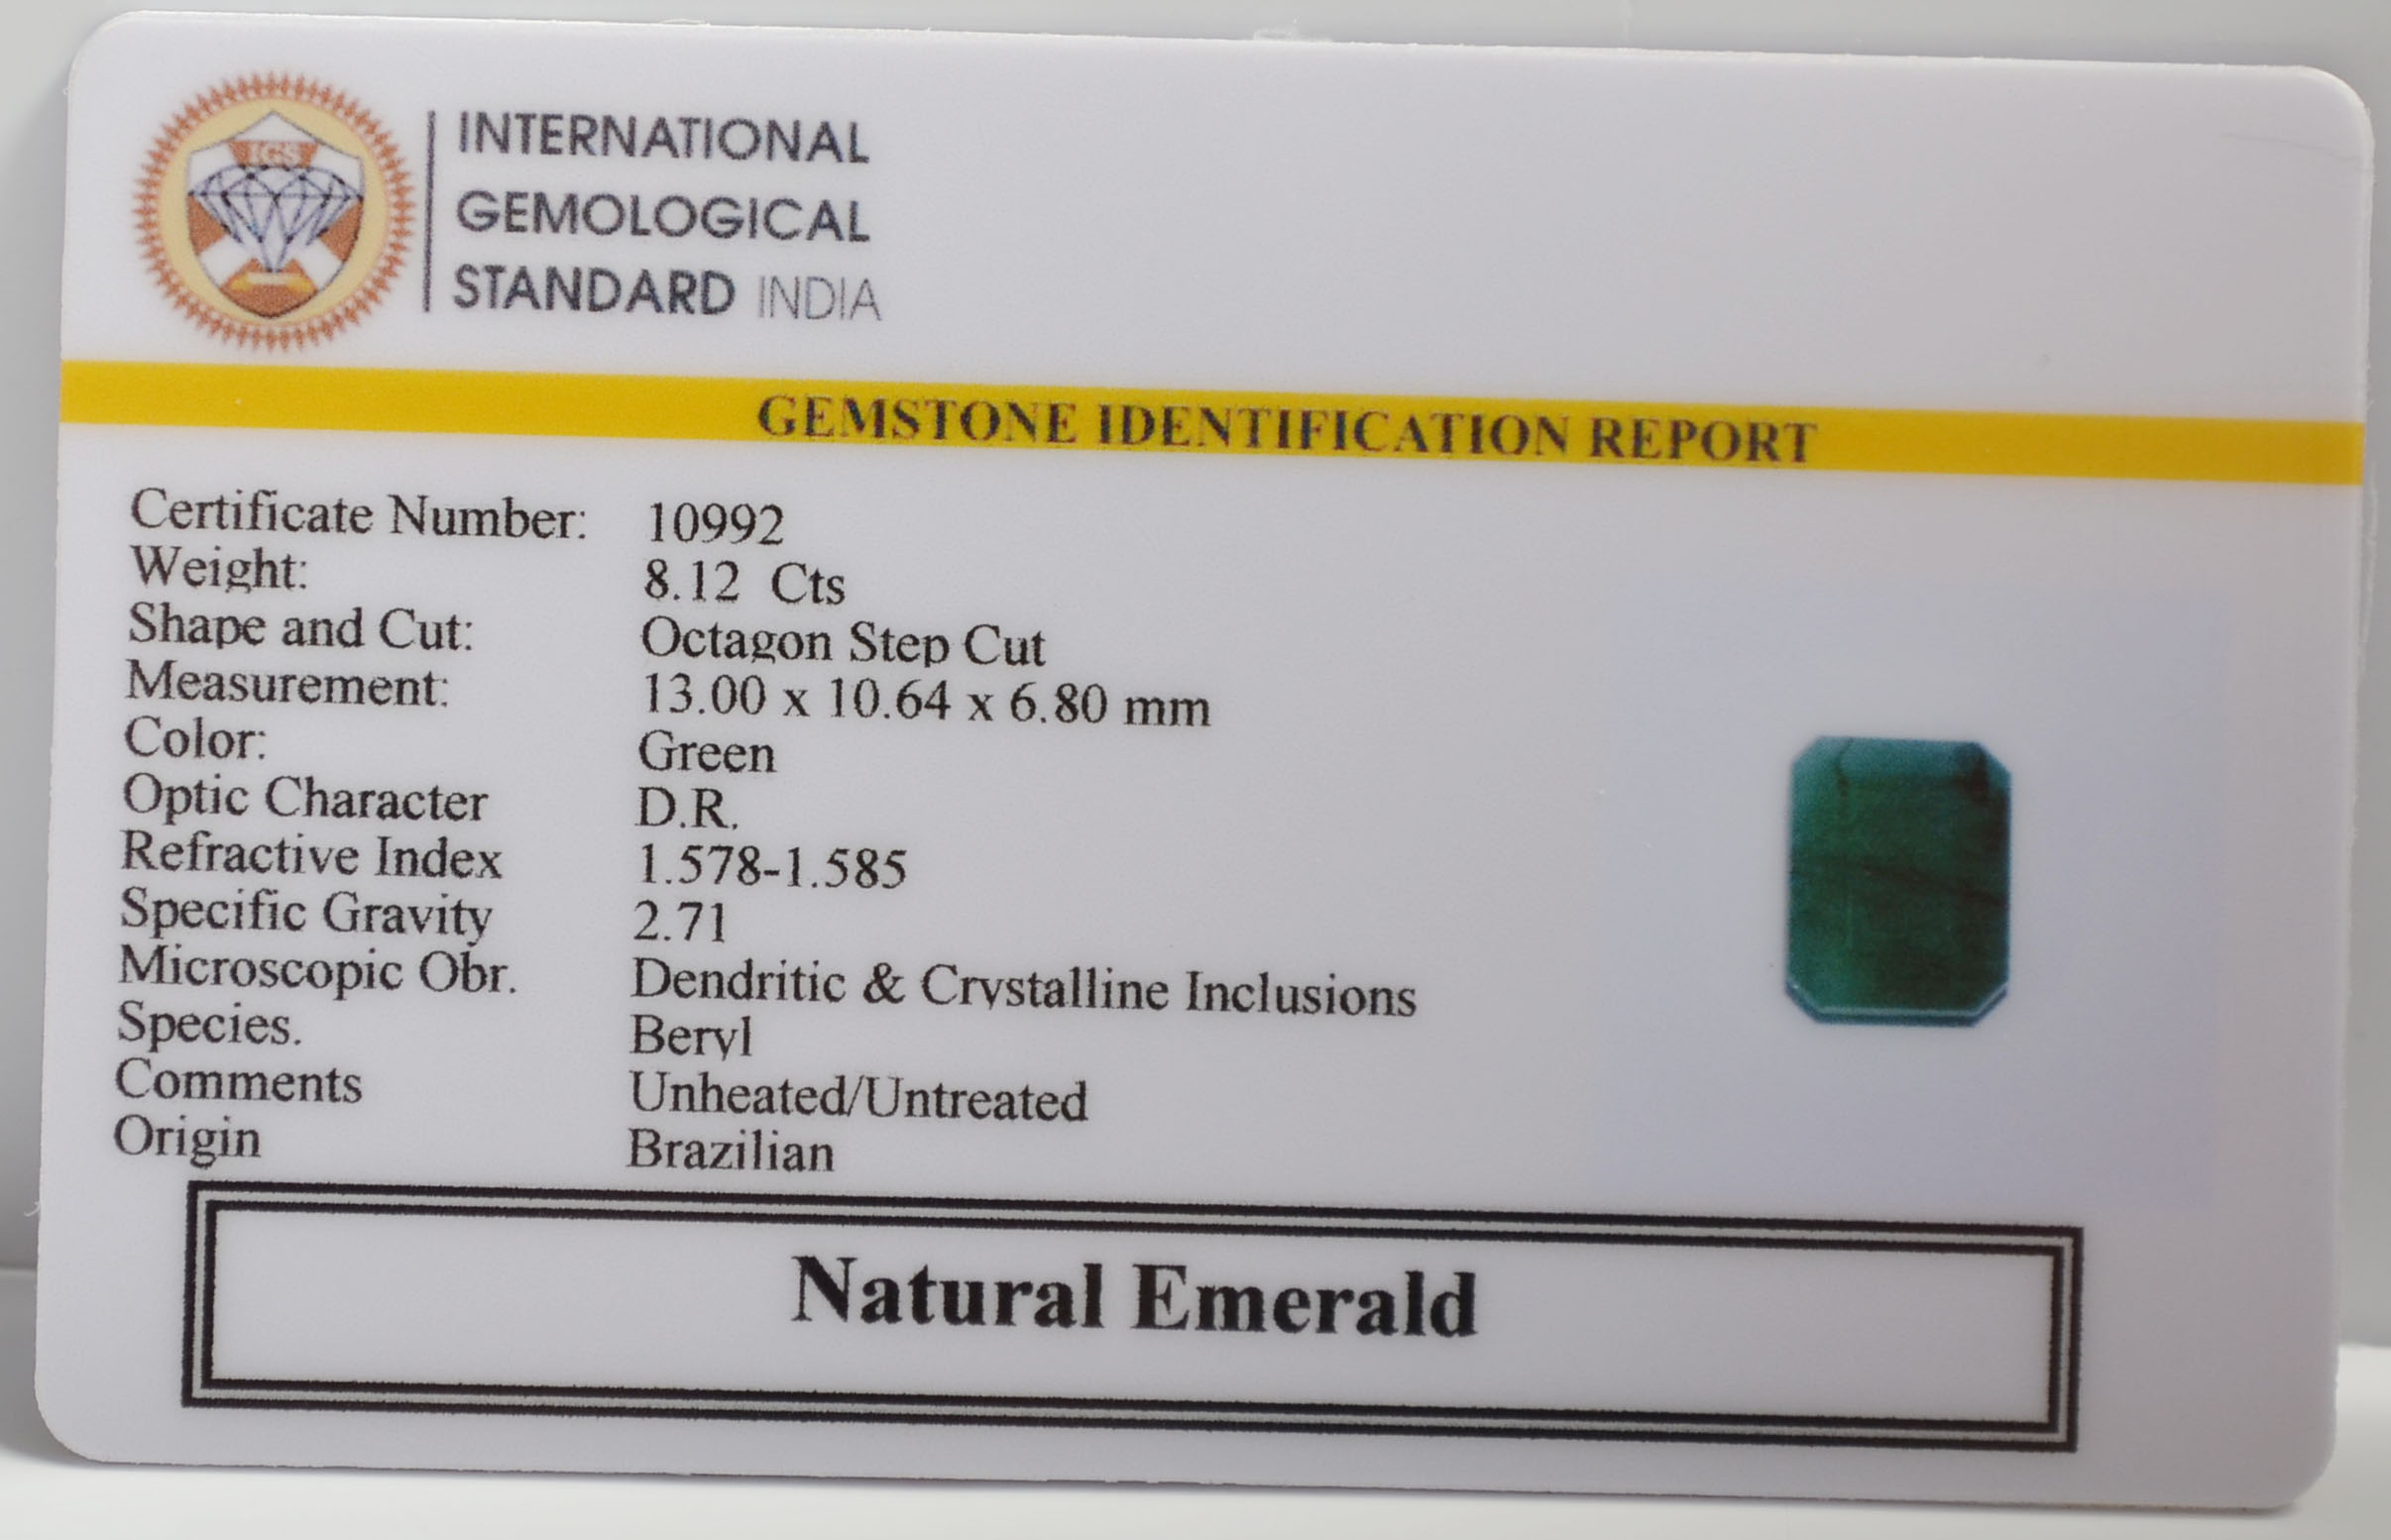 IGS
INTERNATIONAL
GEMOLOGICAL
STANDARD INDIA
GEMSTONE IDENTIFICATION REPORT
Certificate Number: 10992
Weight: 8.12 Cts
Shape and Cut: Octagon Step Cut
Measurement: 13.00 x 10.64 x 6.80 mm
Color: Green
Optic Character D.R.
Refractive Index 1.578-1.585
Specific Gravity 2.71
Microscopic Obr. Dendritic & Crystalline Inclusions
Species. Beryl
Comments Unheated/Untreated
Origin Brazilian
Natural Emerald